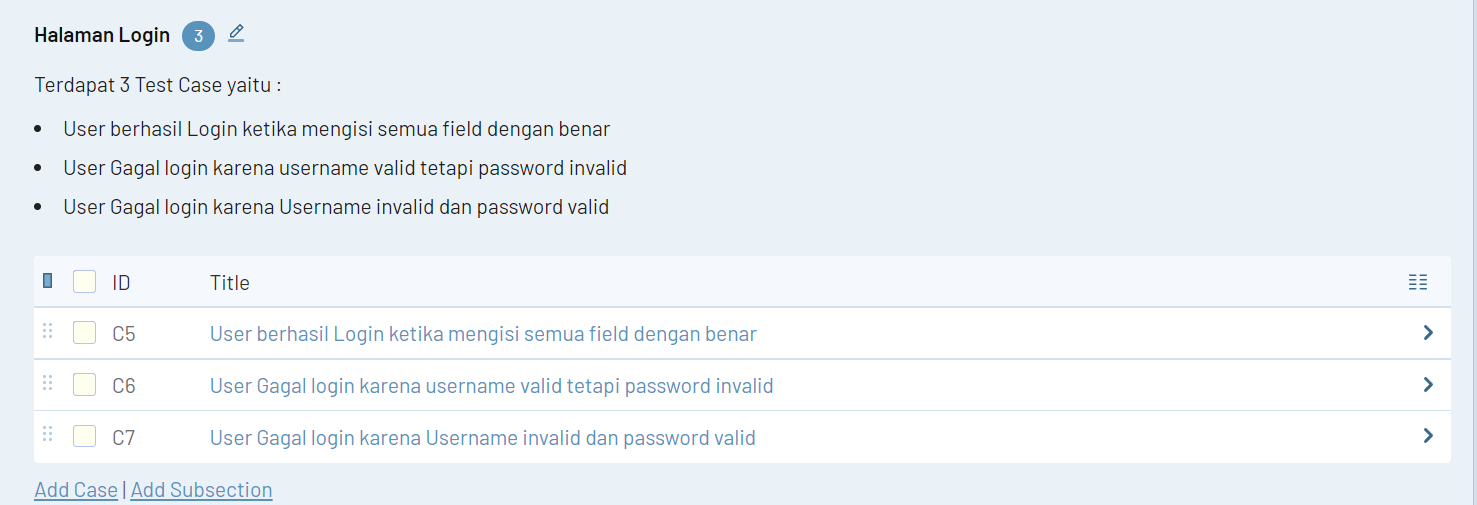 Halaman Login 3
Terdapat 3 Test Case yaitu :
• User berhasil Login ketika mengisi semua field dengan benar
• User Gagal login karena username valid tetapi password invalid
• User Gagal login karena Username invalid dan password valid
ID Title
C5 User berhasil Login ketika mengisi semua field dengan benar
C6 User Gagal login karena username valid tetapi password invalid
C7 User Gagal login karena Username invalid dan password valid
Add Case | Add Subsection